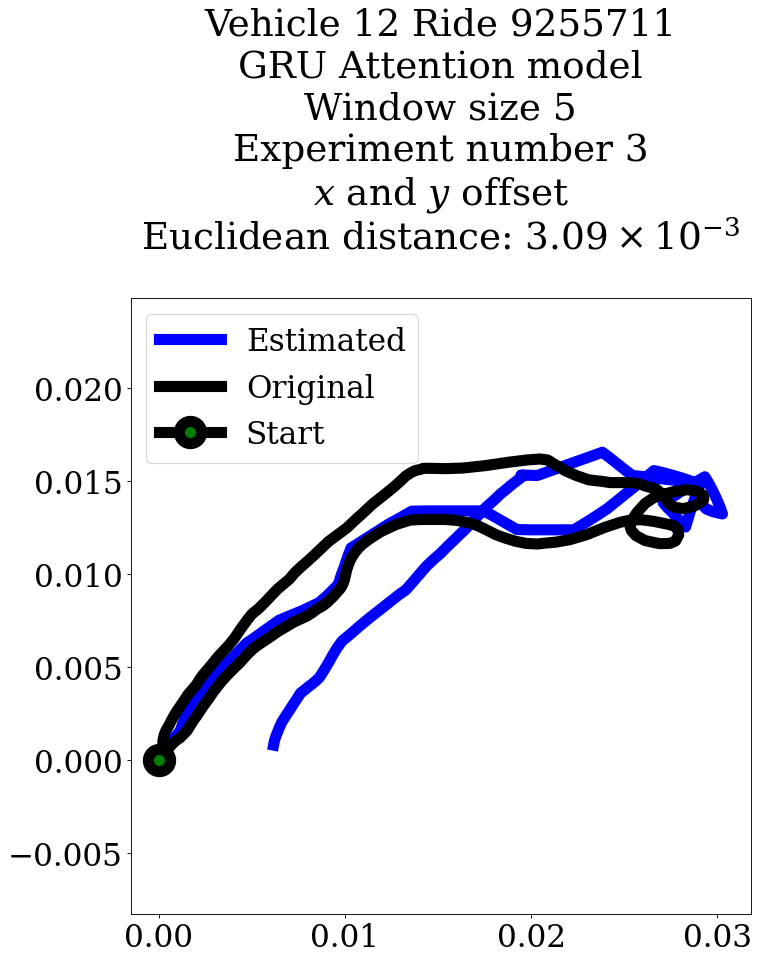 Vehicle 12 Ride 9255711
GRU Attention model
Window size 5
Experiment number 3
x and y offset
Euclidean distance: 3.09 × 10⁻³
Estimated
Original
Start
0.020
0.015
0.010
0.005
0.000
−0.005
0.00 0.01 0.02 0.03